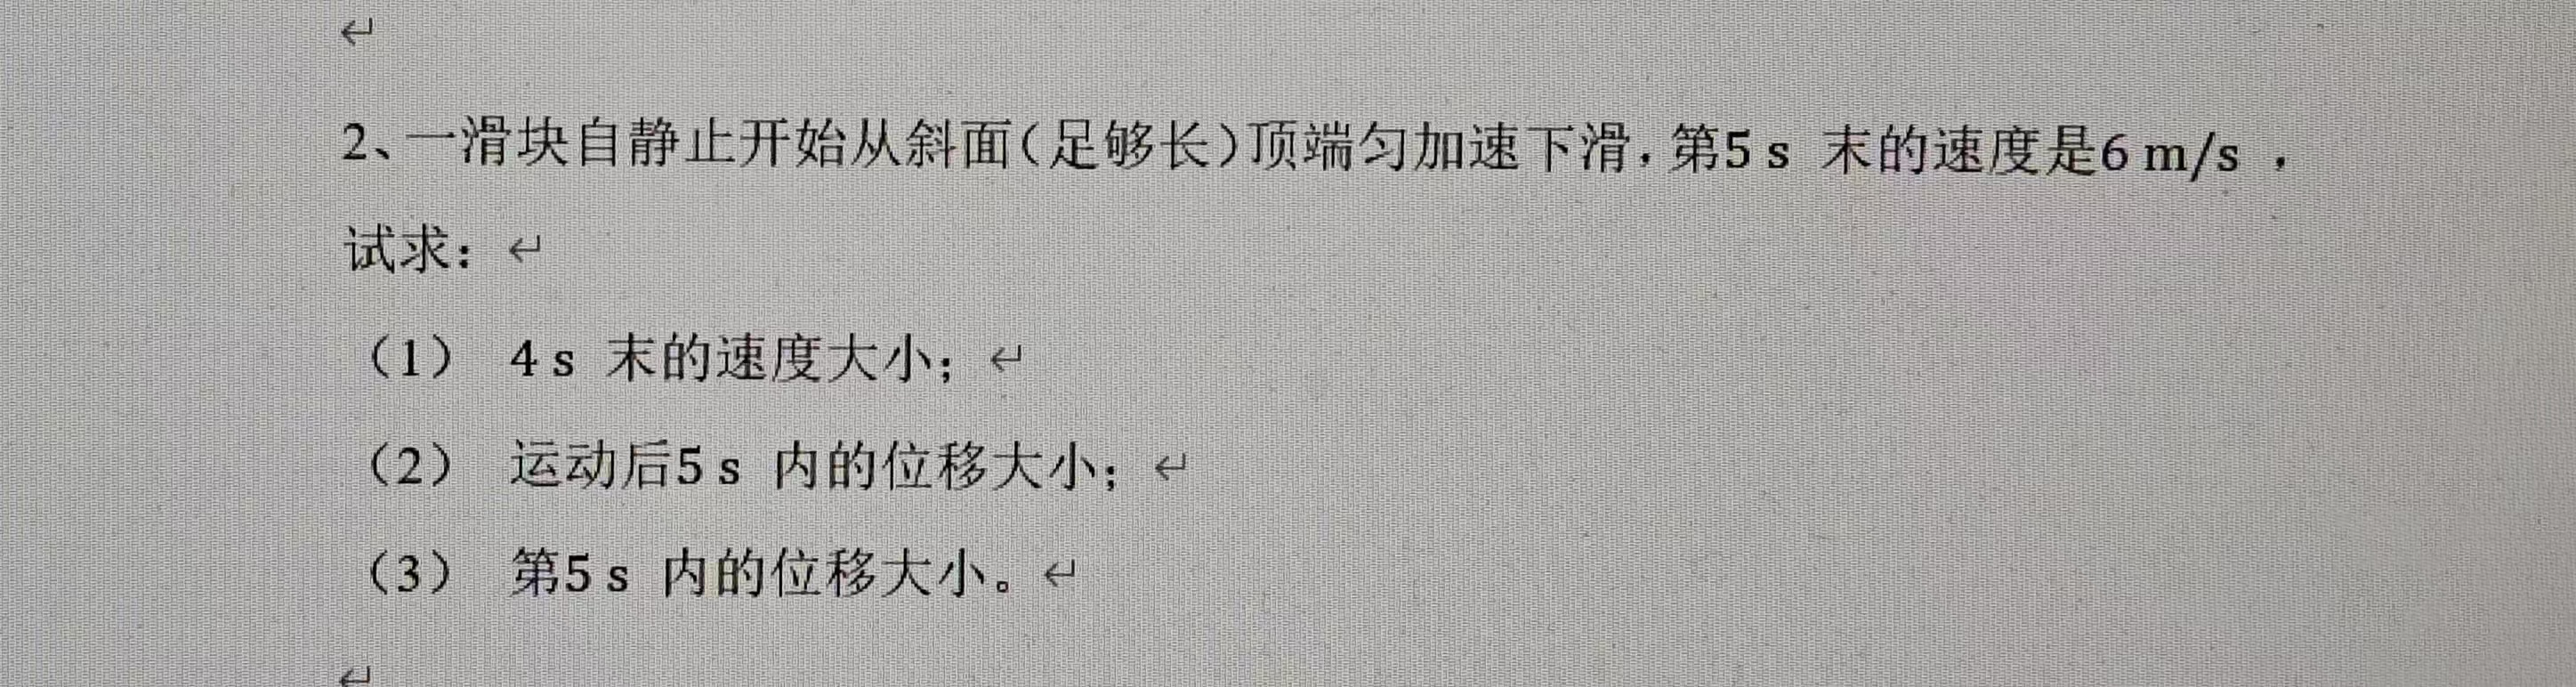 ↵
2、一滑块自静止开始从斜面(足够长)顶端匀加速下滑，第5 s 末的速度是6 m/s ，
试求：↵
（1） 4 s 末的速度大小；↵
（2） 运动后5 s 内的位移大小；↵
（3） 第5 s 内的位移大小。↵
↵